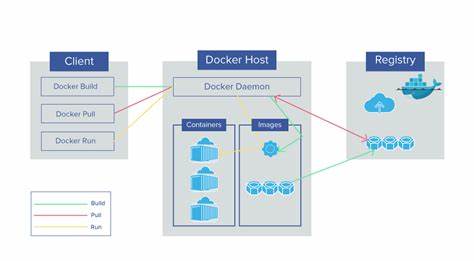 Client
Docker Build
Docker Pull
Docker Run
Docker Host
Docker Daemon
Containers
Images
Registry
Build
Pull
Run